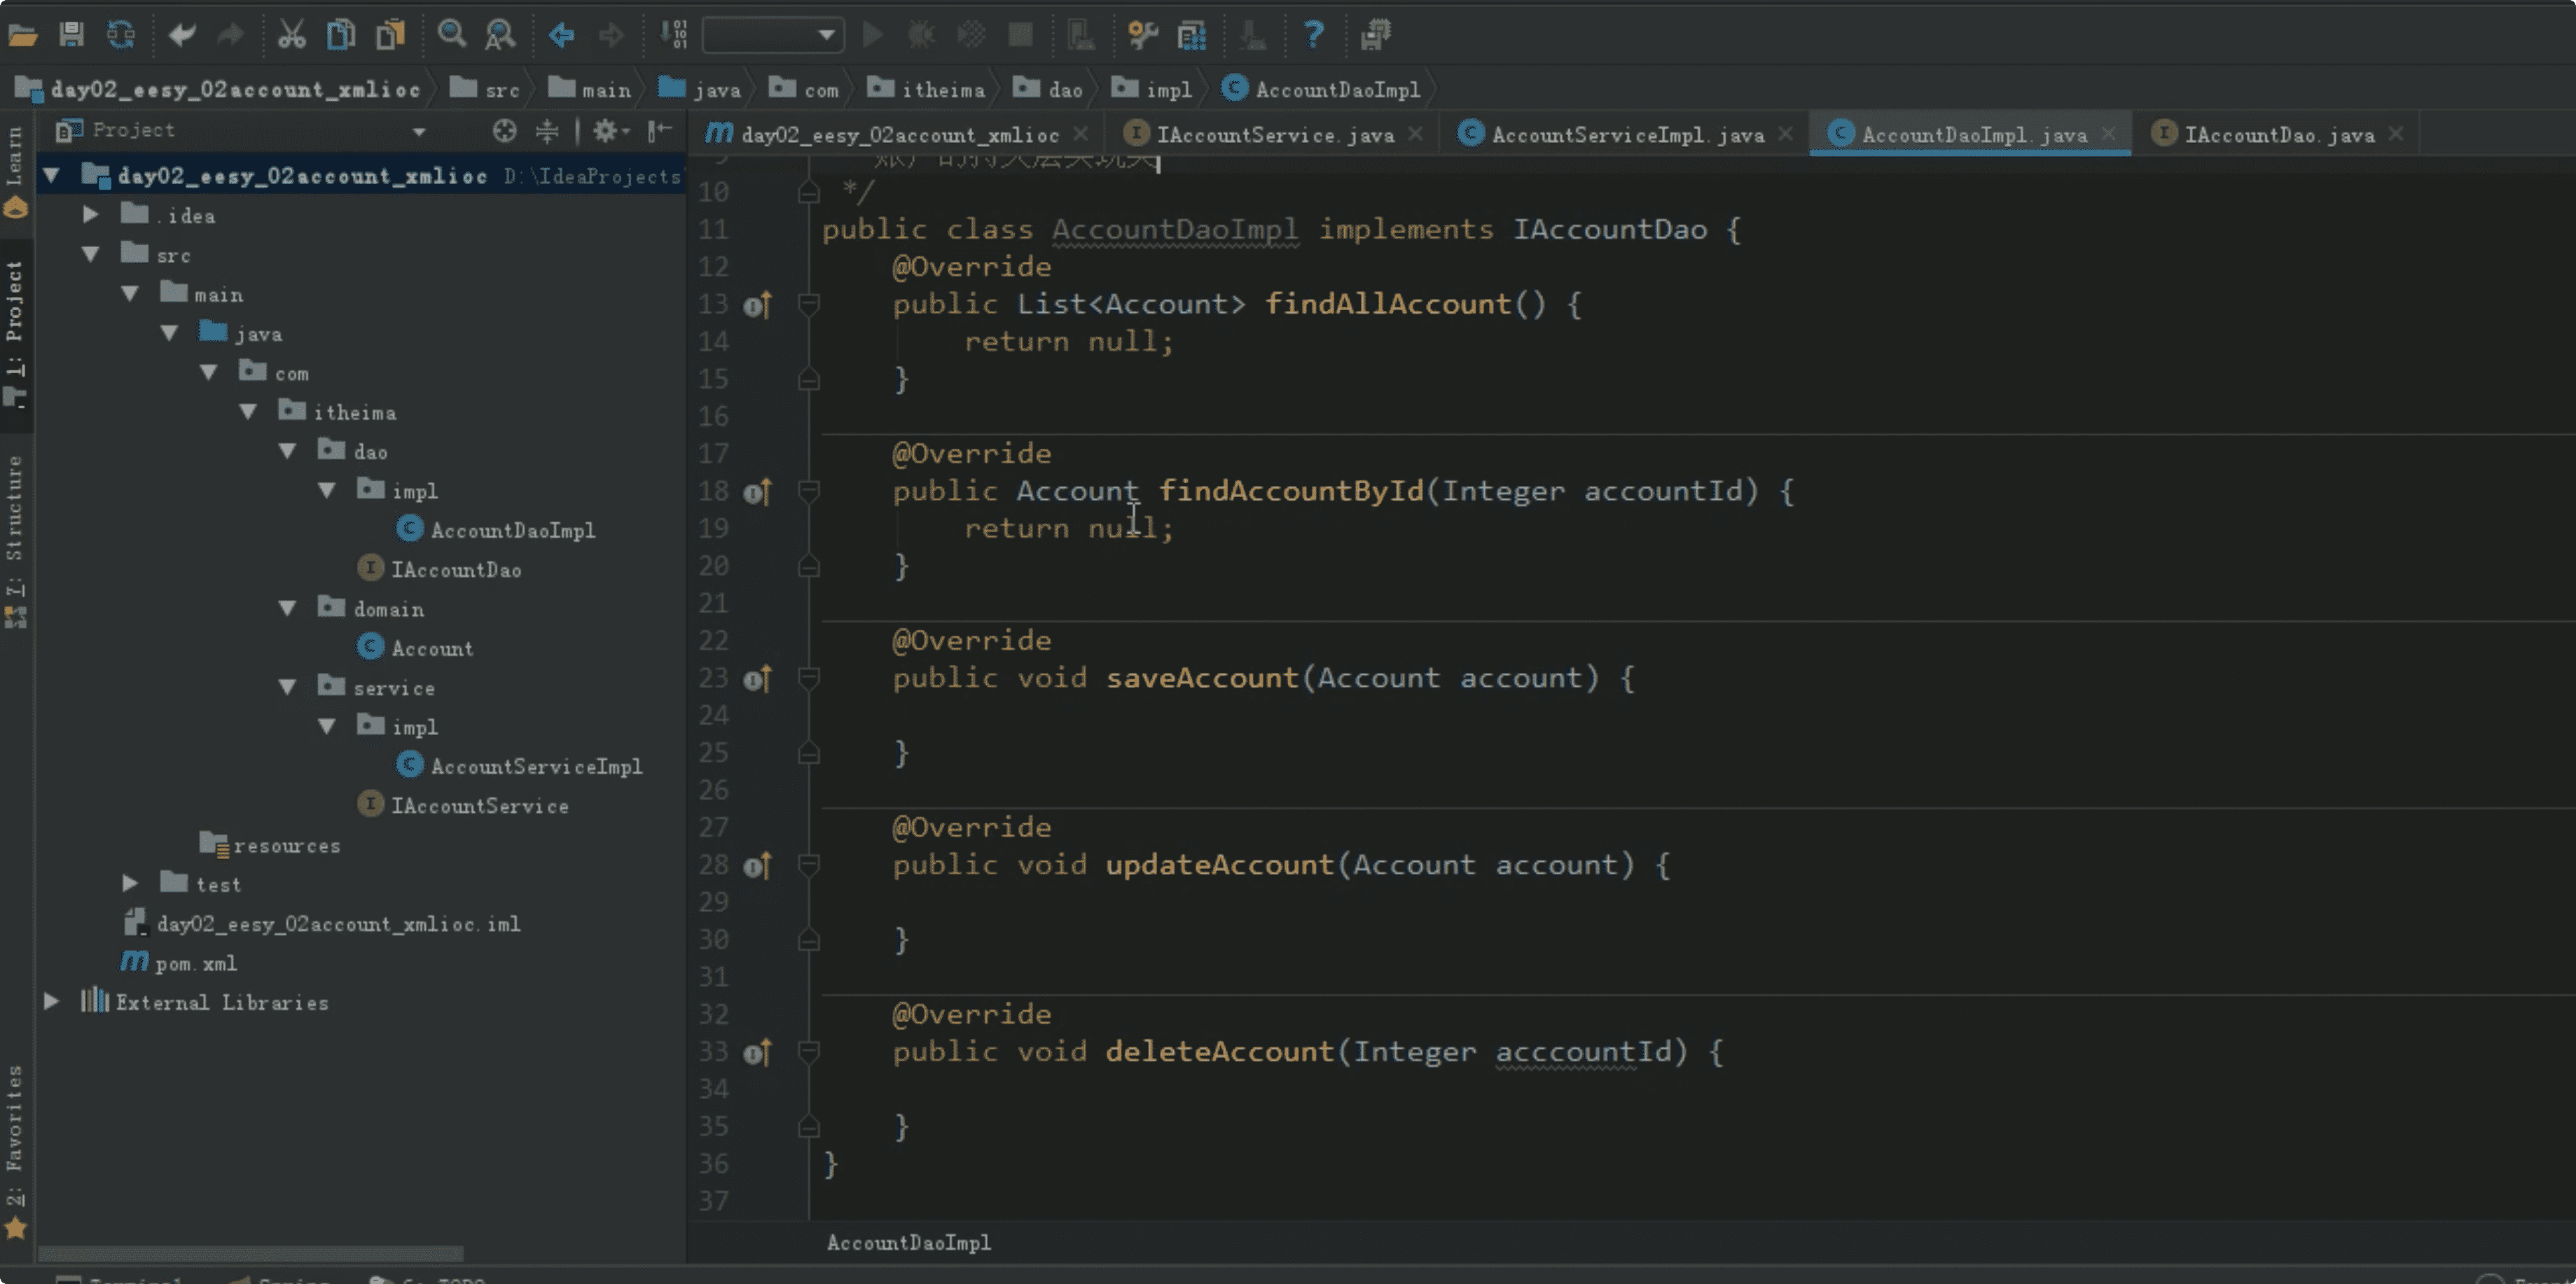 day02_eesy_02account_xmlioc src main java com itheima dao impl AccountDaoImpl
Project
day02_eesy_02account_xmlioc IAccountService.java AccountServiceImpl.java AccountDaoImpl.java IAccountDao.java
Learn
1: Project
7: Structure
2: Favorites
day02_eesy_02account_xmlioc D:\IdeaProjects
.idea
src
main
java
com
itheima
dao
impl
AccountDaoImpl
IAccountDao
domain
Account
service
impl
AccountServiceImpl
IAccountService
resources
test
day02_eesy_02account_xmlioc.iml
pom.xml
External Libraries
10 */
11 public class AccountDaoImpl implements IAccountDao {
12 @Override
13 public List<Account> findAllAccount() {
14 return null;
15 }
16
17 @Override
18 public Account findAccountById(Integer accountId) {
19 return null;
20 }
21
22 @Override
23 public void saveAccount(Account account) {
24
25 }
26
27 @Override
28 public void updateAccount(Account account) {
29
30 }
31
32 @Override
33 public void deleteAccount(Integer acccountId) {
34
35 }
36 }
37
AccountDaoImpl